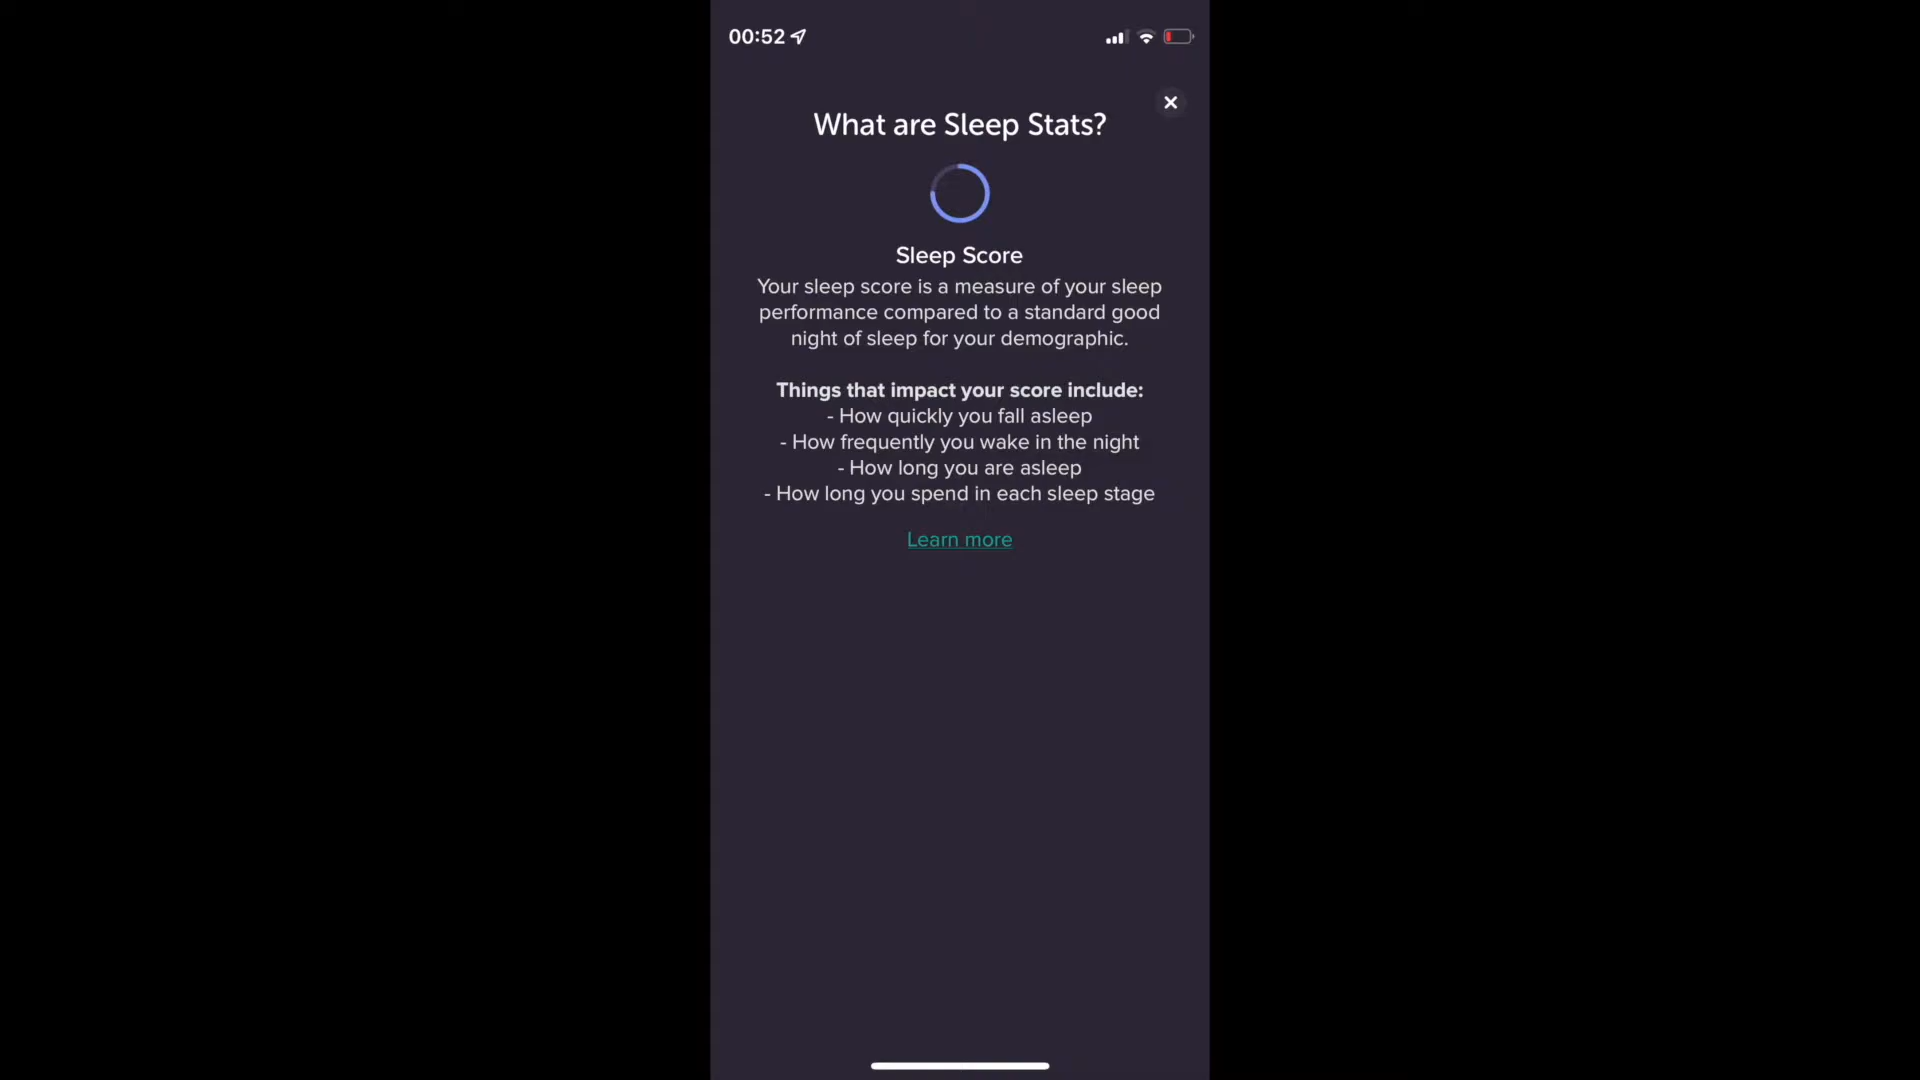 00:52
What are Sleep Stats?
Sleep Score
Your sleep score is a measure of your sleep
performance compared to a standard good
night of sleep for your demographic.
Things that impact your score include:
- How quickly you fall asleep
- How frequently you wake in the night
- How long you are asleep
- How long you spend in each sleep stage
Learn more